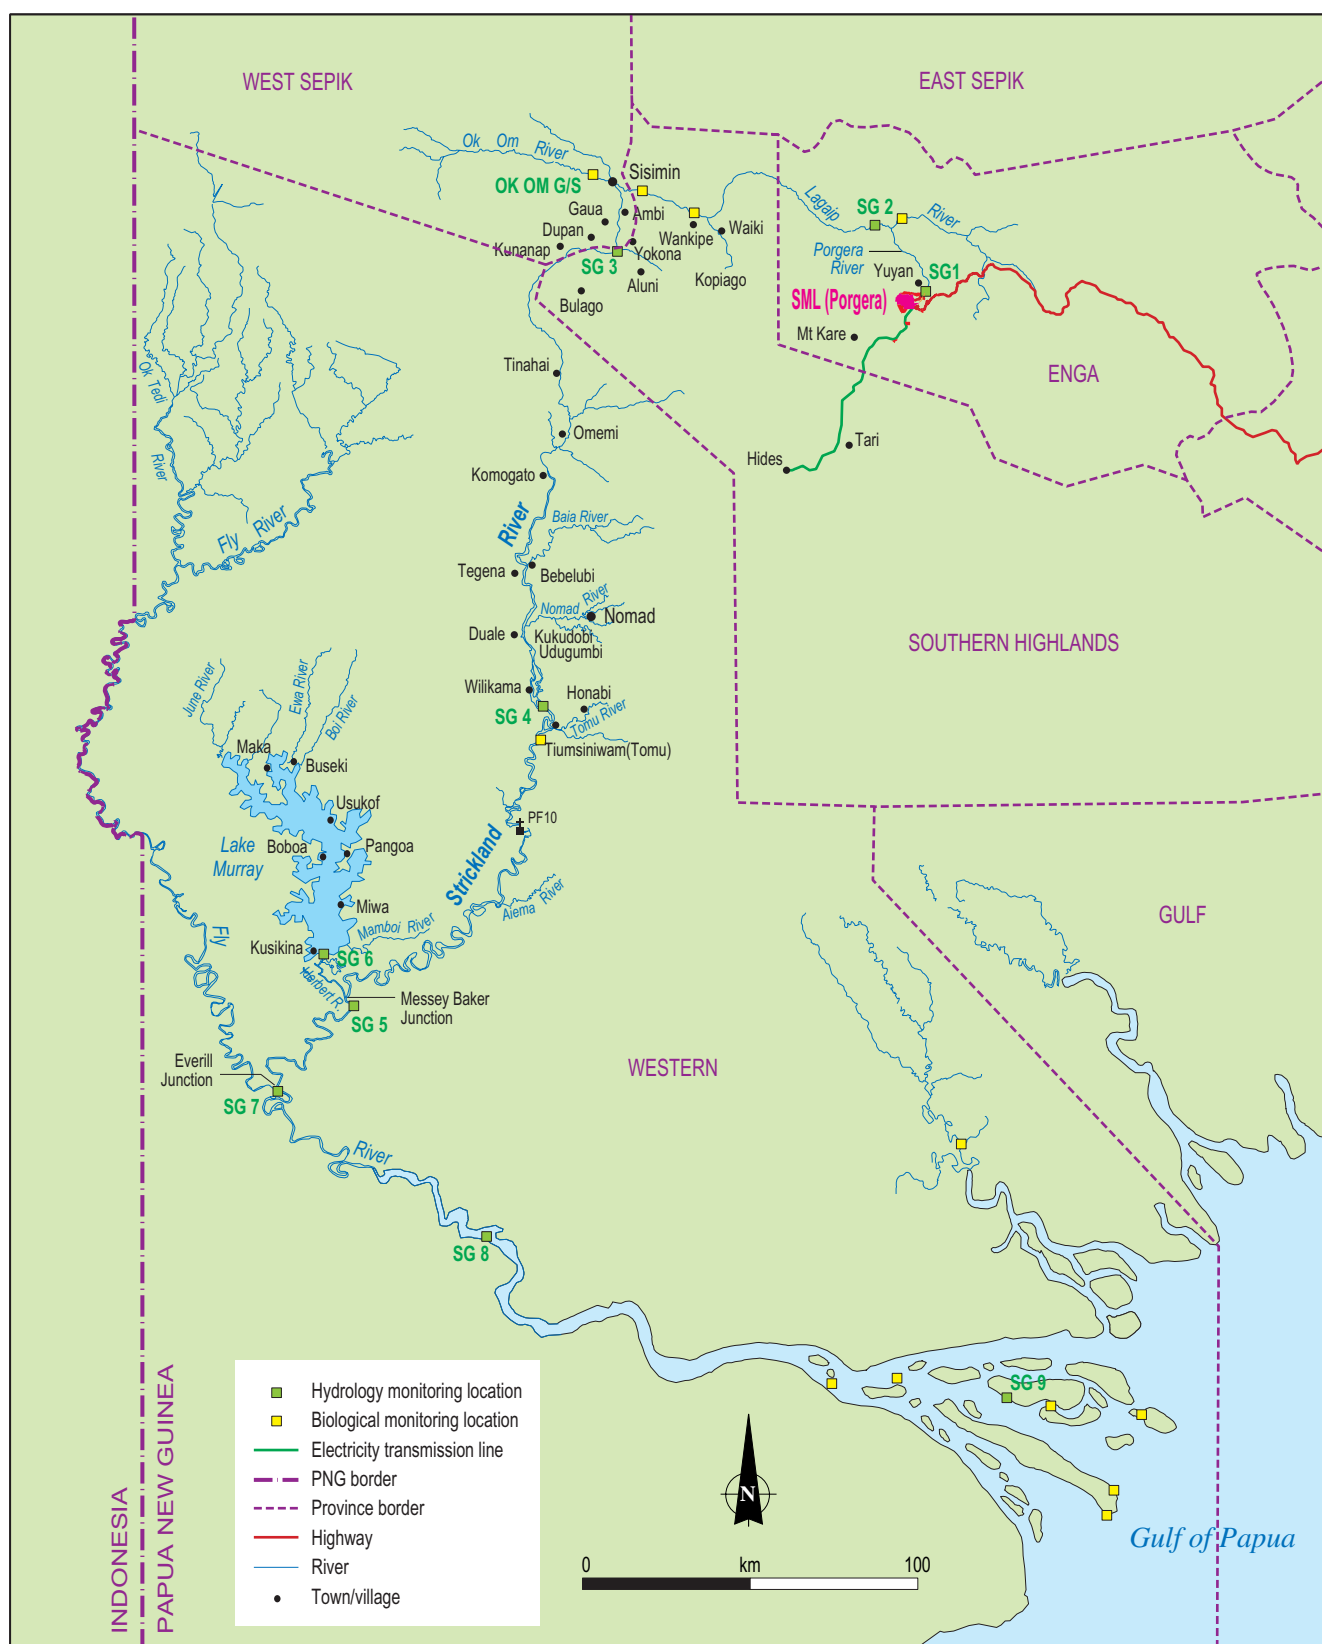 WEST SEPIK
EAST SEPIK
Ok Om River
Sisimin
OK OM G/S
Gaua
Ambi
Dupan
Wankipe
Waiki
Kunanap
Yokona
SG 3
Aluni
Kopiago
Bulago
Lagaip
SG 2
River
Porgera
River
Yuyan
SG1
SML (Porgera)
Mt Kare
ENGA
Tinahai
Ok Tedi
River
Omemi
Tari
Hides
Komogato
River
Baia River
Fly River
Tegena
Bebelubi
Nomad River
Nomad
Duale
Kukudobi
Udugumbi
SOUTHERN HIGHLANDS
June River
Ewa River
Boi River
Wilikama
Honabi
SG 4
Tomu River
Tiumsiniwam(Tomu)
Maka
Buseki
Usukof
PF10
Lake
Murray
Boboa
Pangoa
Strickland
Miwa
Aiema River
Mamboi River
GULF
Fly
Kusikina
SG 6
Herbert R.
Messey Baker
Junction
SG 5
Everill
Junction
WESTERN
SG 7
River
SG 8
SG 9
INDONESIA
PAPUA NEW GUINEA
Hydrology monitoring location
Biological monitoring location
Electricity transmission line
PNG border
Province border
Highway
River
Town/village
N
0 km 100
Gulf of Papua